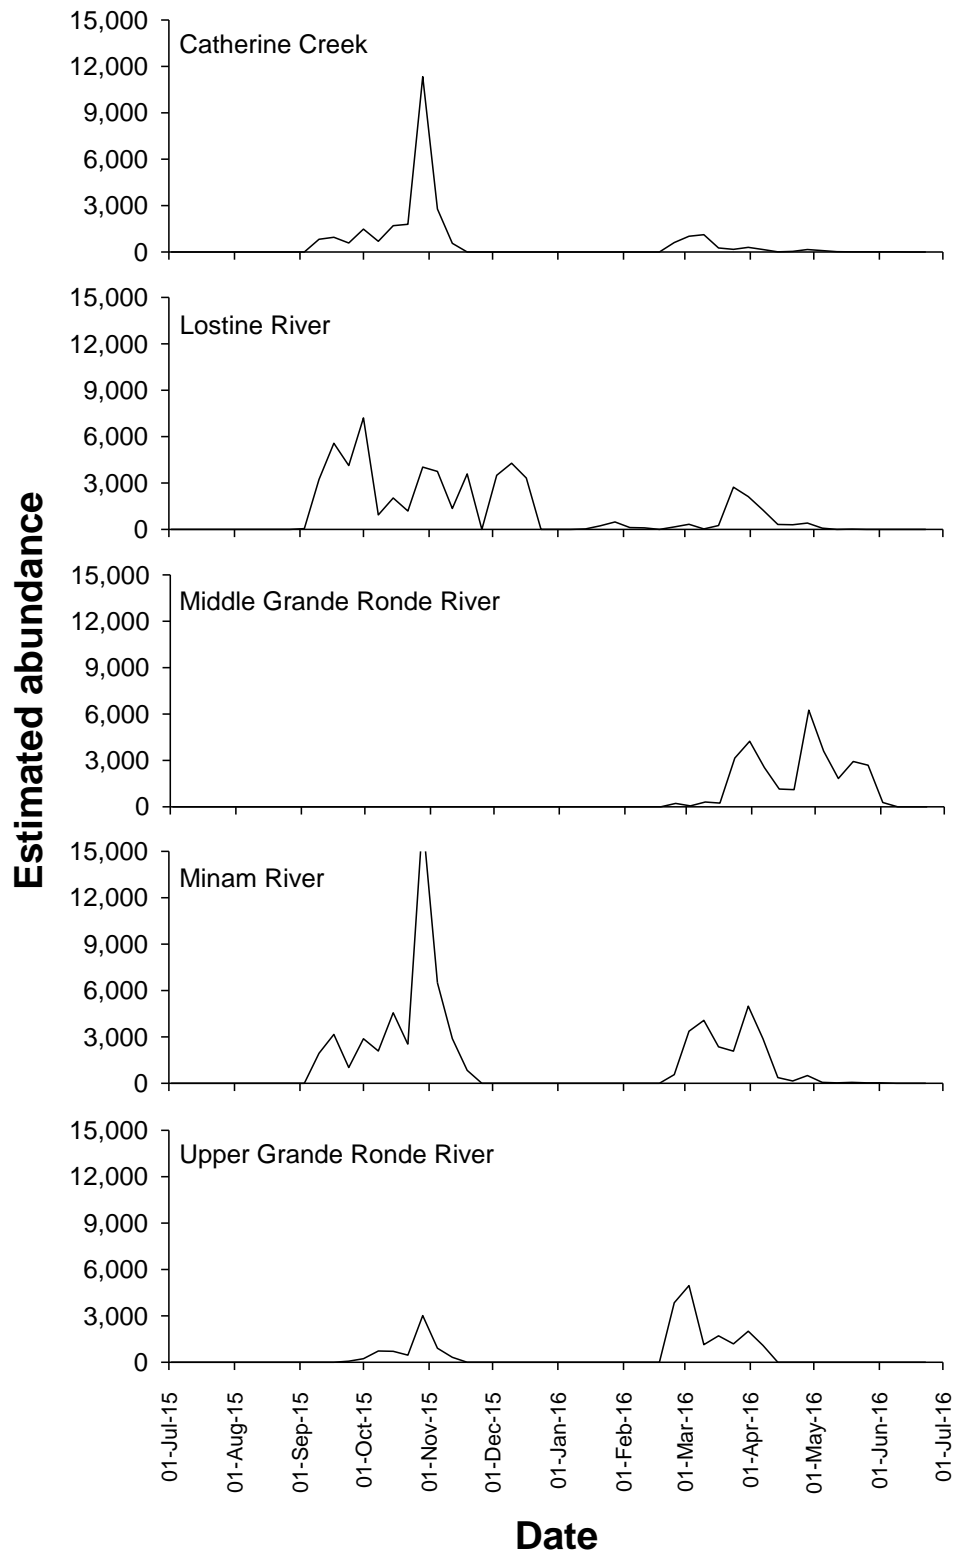 15,000
Catherine Creek
12,000
9,000
6,000
3,000
0
15,000
Lostine River
12,000
9,000
6,000
3,000
0
Estimated abundance
15,000
Middle Grande Ronde River
12,000
9,000
6,000
3,000
0
15,000
Minam River
12,000
9,000
6,000
3,000
0
15,000
Upper Grande Ronde River
12,000
9,000
6,000
3,000
0
01-Jul-15
01-Aug-15
01-Sep-15
01-Oct-15
01-Nov-15
01-Dec-15
01-Jan-16
01-Feb-16
01-Mar-16
01-Apr-16
01-May-16
01-Jun-16
01-Jul-16
Date